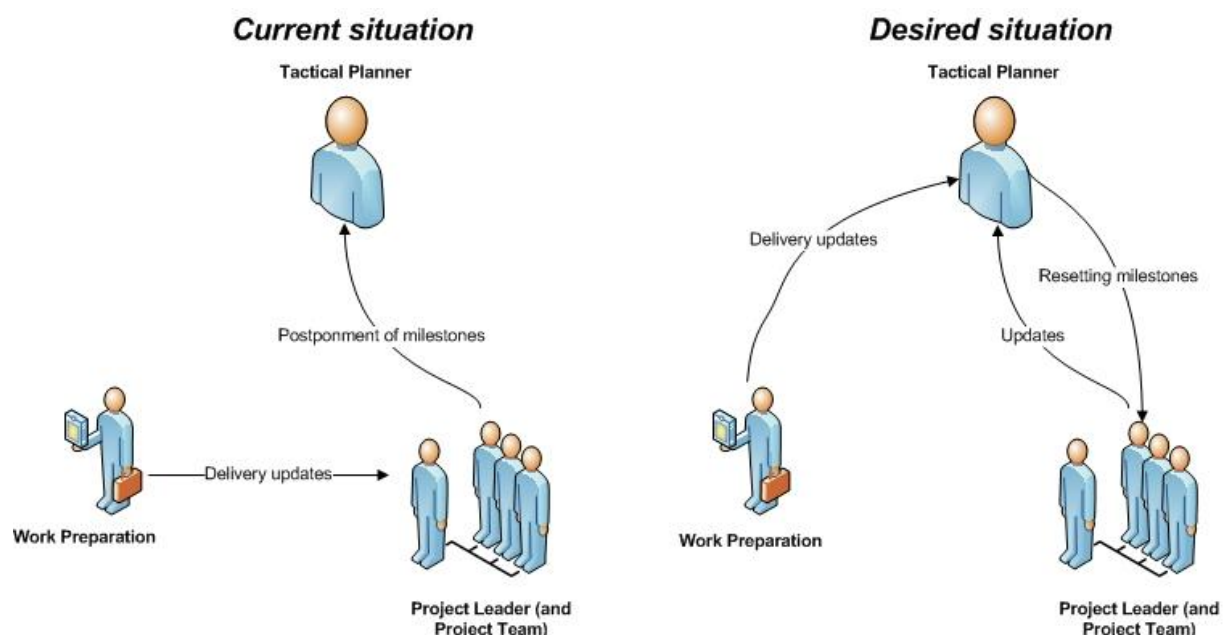 Current situation
Tactical Planner
Postponment of milestones
Delivery updates
Work Preparation
Project Leader (and
Project Team)
Desired situation
Tactical Planner
Delivery updates
Resetting milestones
Updates
Work Preparation
Project Leader (and
Project Team)